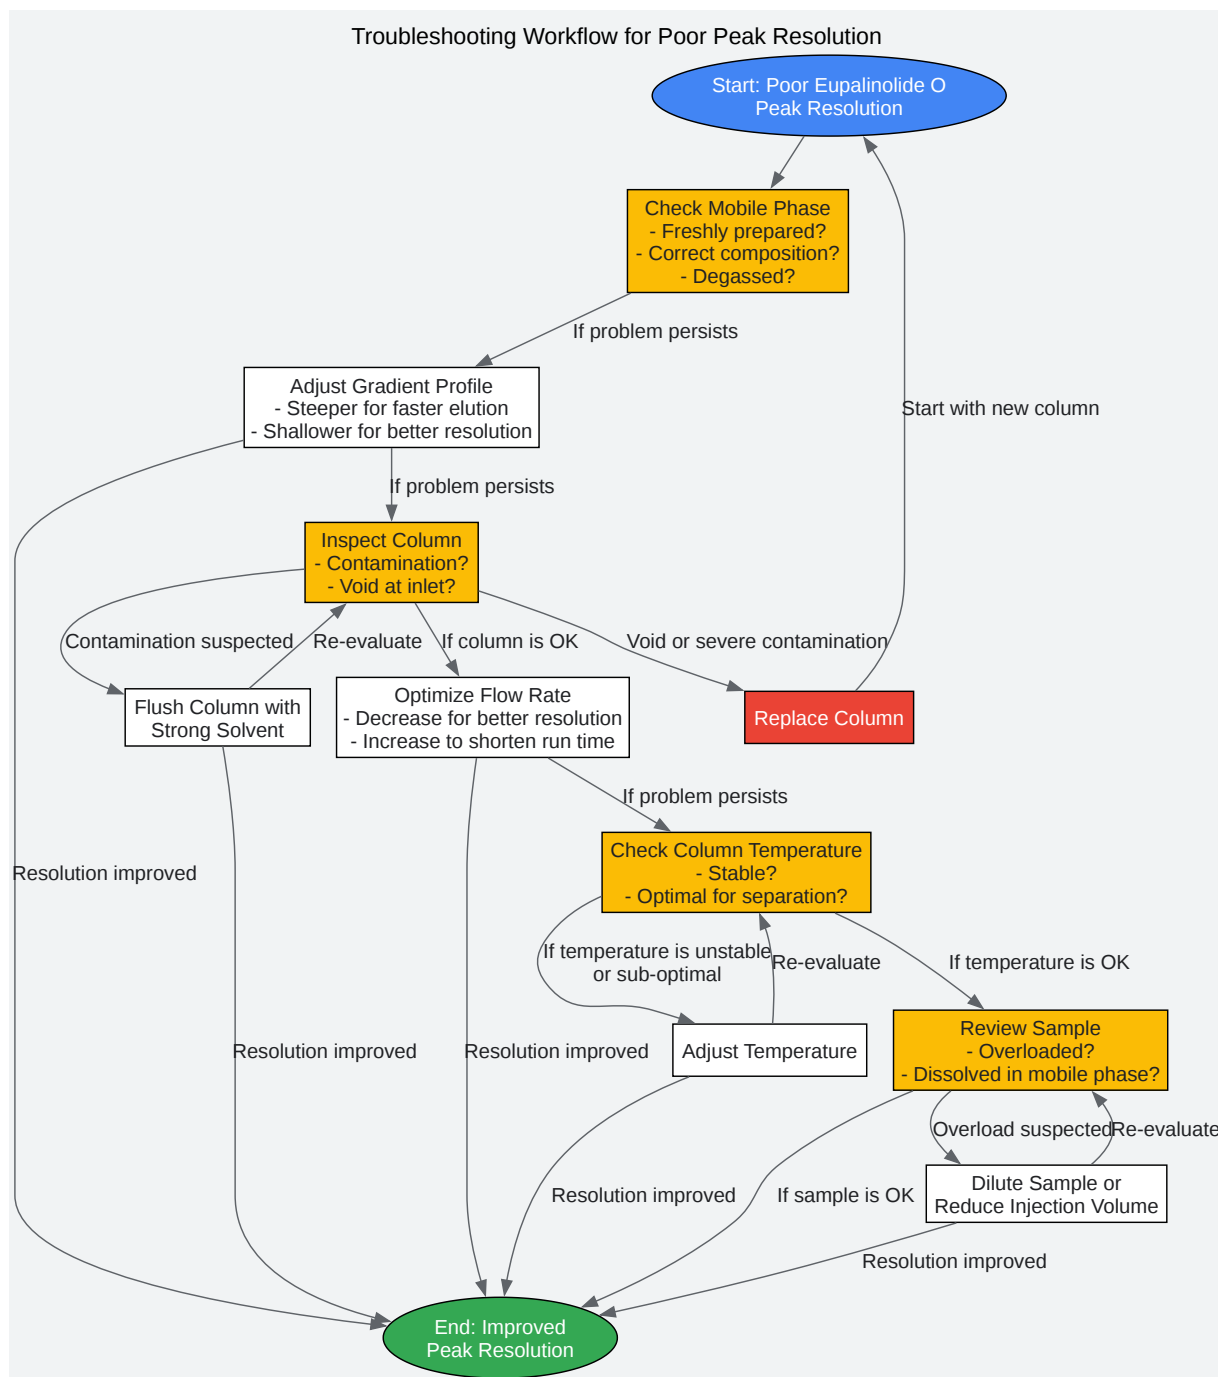 Troubleshooting Workflow for Poor Peak Resolution
Start: Poor Eupalinolide O
Peak Resolution
Check Mobile Phase
- Freshly prepared?
- Correct composition?
- Degassed?
If problem persists
Adjust Gradient Profile
- Steeper for faster elution
- Shallower for better resolution
Start with new column
If problem persists
Inspect Column
- Contamination?
- Void at inlet?
Contamination suspected
Re-evaluate
If column is OK
Void or severe contamination
Flush Column with
Strong Solvent
Optimize Flow Rate
- Decrease for better resolution
- Increase to shorten run time
Replace Column
If problem persists
Resolution improved
Check Column Temperature
- Stable?
- Optimal for separation?
If temperature is unstable
or sub-optimal
Re-evaluate
If temperature is OK
Resolution improved
Resolution improved
Adjust Temperature
Review Sample
- Overloaded?
- Dissolved in mobile phase?
Overload suspected
Re-evaluate
Resolution improved
If sample is OK
Dilute Sample or
Reduce Injection Volume
Resolution improved
End: Improved
Peak Resolution